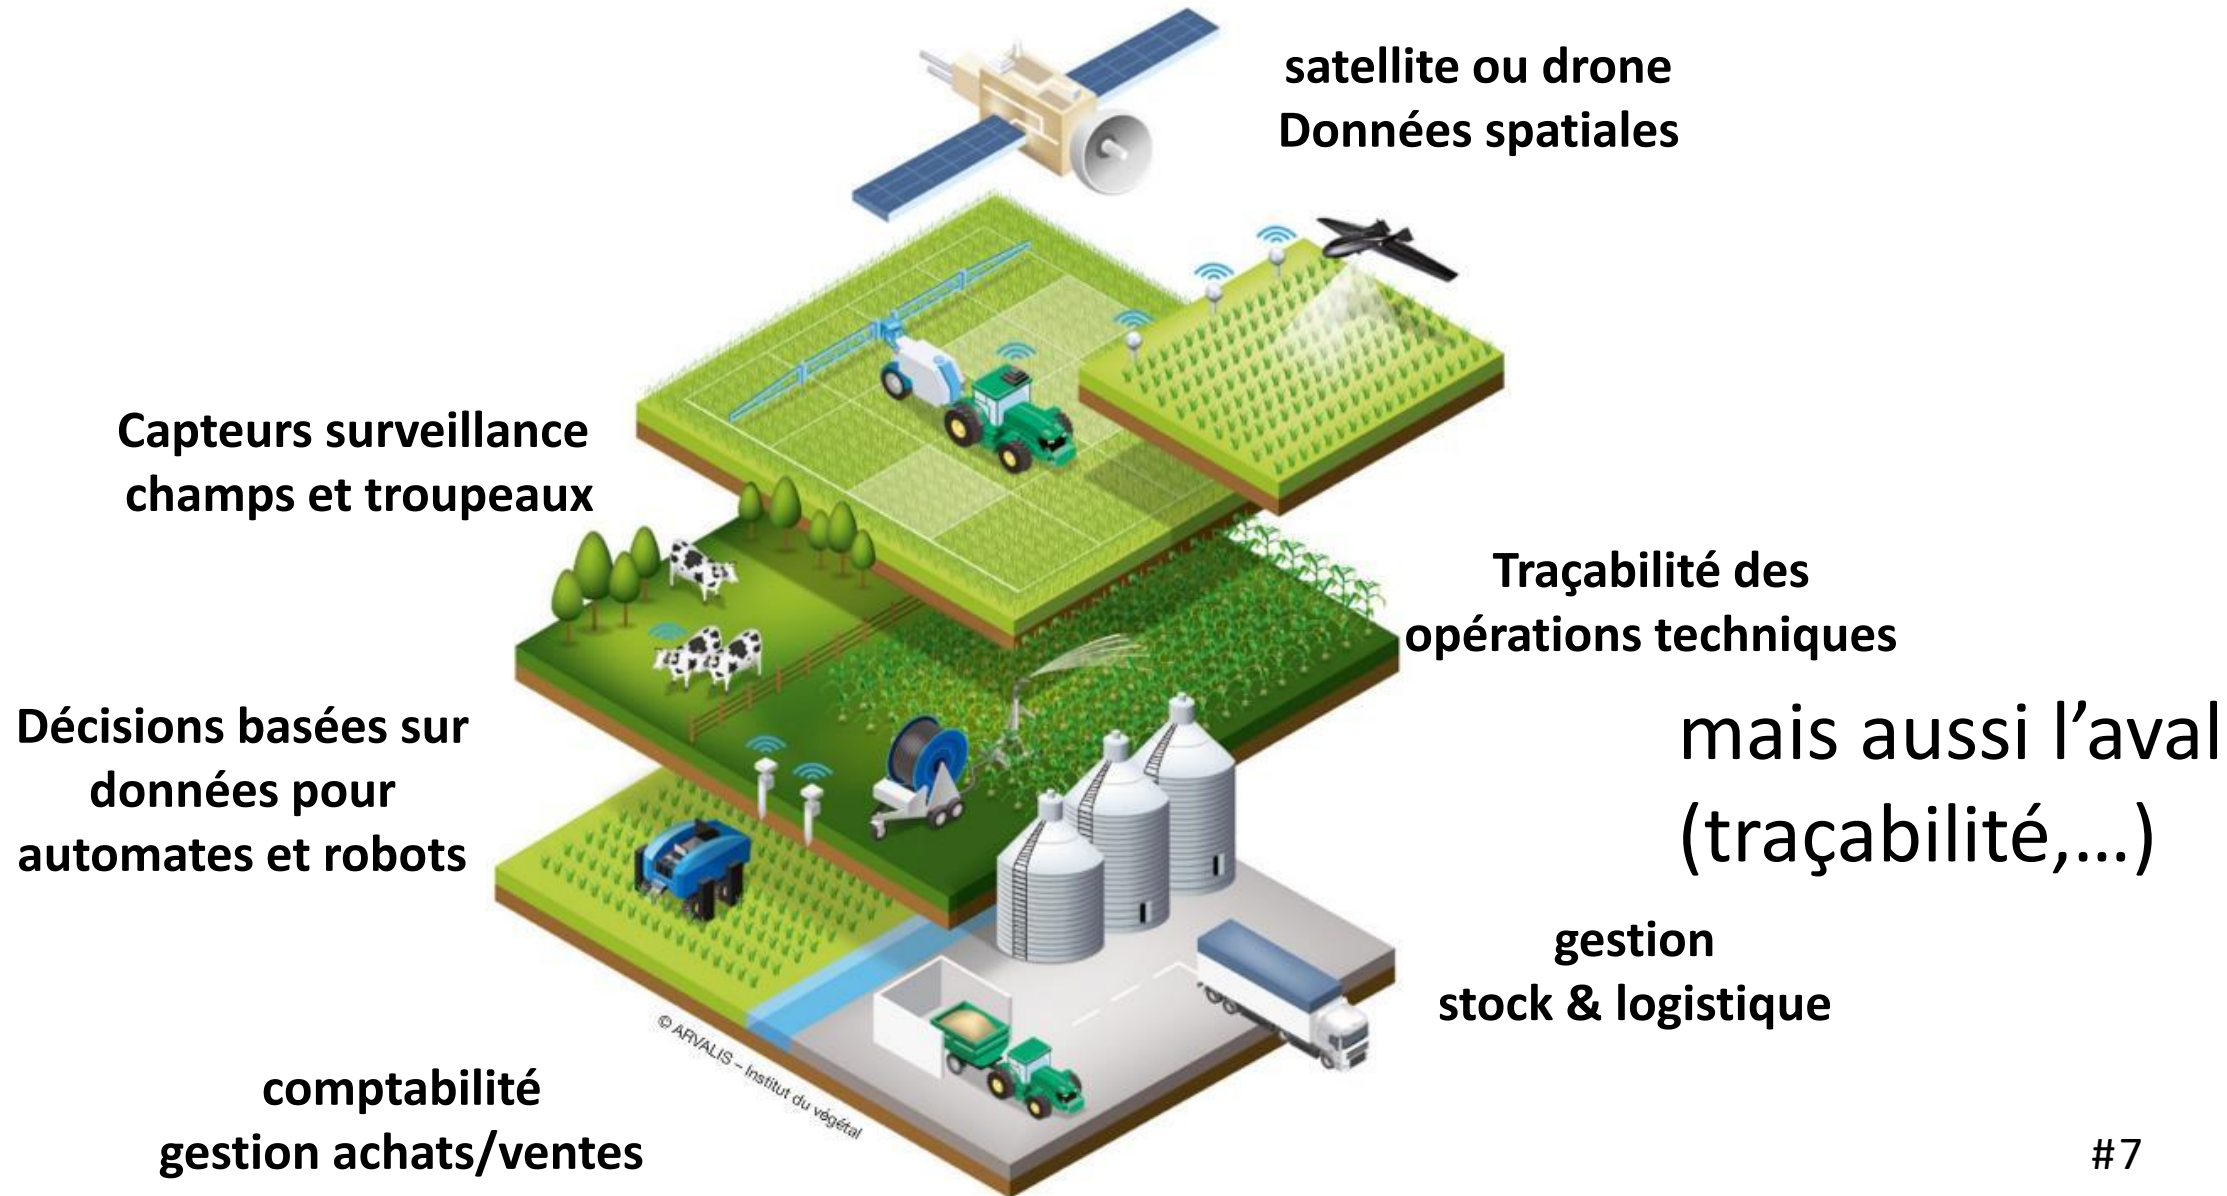 satellite ou drone
Données spatiales
Capteurs surveillance
champs et troupeaux
Traçabilité des
opérations techniques
Décisions basées sur
données pour
automates et robots
mais aussi l’aval
(traçabilité,…)
gestion
stock & logistique
© ARVALIS – Institut du végétal
comptabilité
gestion achats/ventes
#7